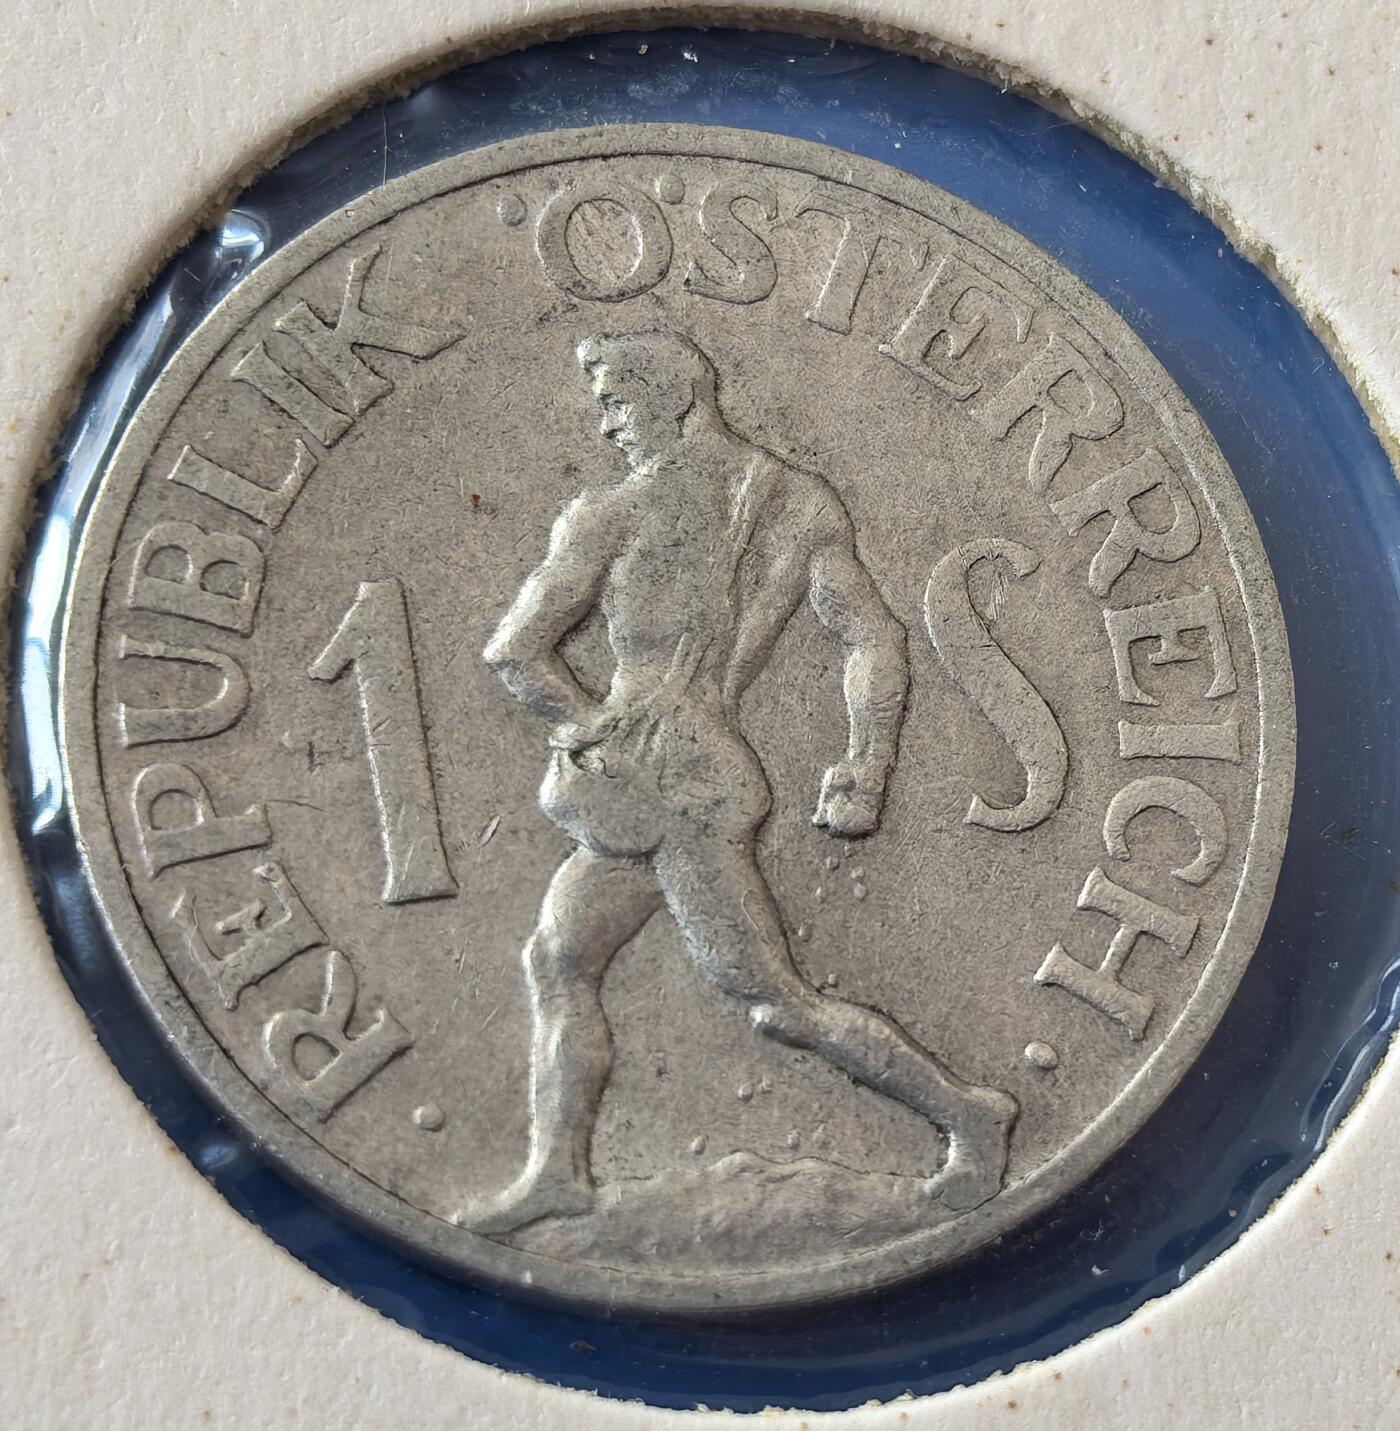 · REPUBLIK · ÖSTERREICH ·
1 S